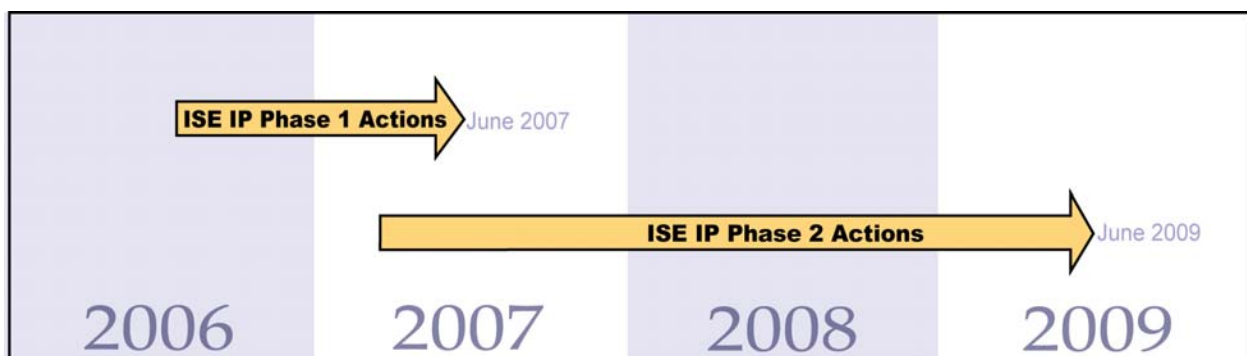 ISE IP Phase 1 Actions June 2007
ISE IP Phase 2 Actions June 2009
2006 2007 2008 2009